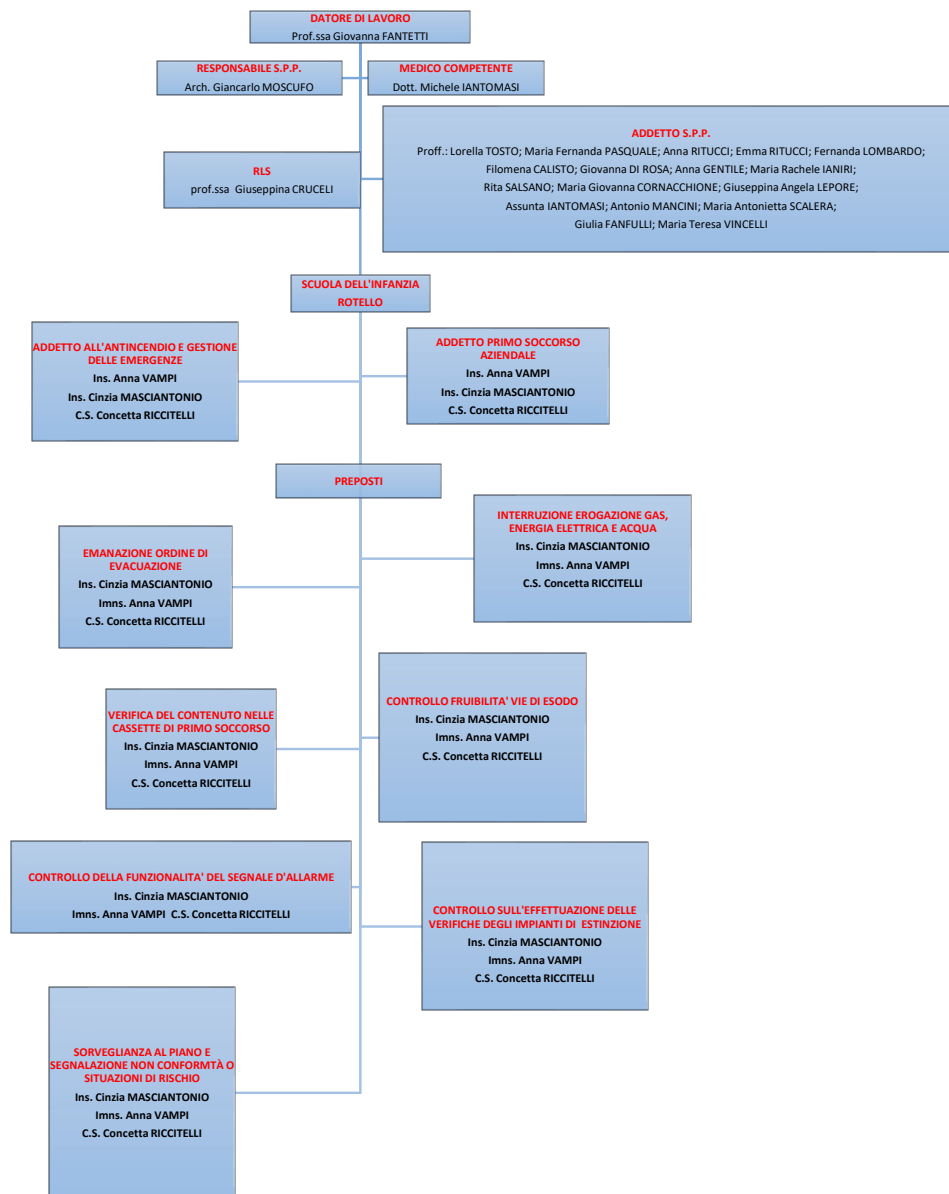 DATORE DI LAVORO
Prof.ssa Giovanna FANTETTI
RESPONSABILE S.P.P.
Arch. Giancarlo MOSCUFO
MEDICO COMPETENTE
Dott. Michele IANTOMASI
RLS
prof.ssa Giuseppina CRUCELI
ADDETTO S.P.P.
Proff.: Lorella TOSTO; Maria Fernanda PASQUALE; Anna RITUCCI; Emma RITUCCI; Fernanda LOMBARDO;
Filomena CALISTO; Giovanna DI ROSA; Anna GENTILE; Maria Rachele IANIRI;
Rita SALSANO; Maria Giovanna CORNACCHIONE; Giuseppina Angela LEPORE;
Assunta IANTOMASI; Antonio MANCINI; Maria Antonietta SCALERA;
Giulia FANFULLI; Maria Teresa VINCELLI
SCUOLA DELL'INFANZIA
ROTELLO
ADDETTO ALL'ANTINCENDIO E GESTIONE
DELLE EMERGENZE
Ins. Anna VAMPI
Ins. Cinzia MASCIANTONIO
C.S. Concetta RICCITELLI
ADDETTO PRIMO SOCCORSO
AZIENDALE
Ins. Anna VAMPI
Ins. Cinzia MASCIANTONIO
C.S. Concetta RICCITELLI
PREPOSTI
EMANAZIONE ORDINE DI
EVACUAZIONE
Ins. Cinzia MASCIANTONIO
Imns. Anna VAMPI
C.S. Concetta RICCITELLI
INTERRUZIONE EROGAZIONE GAS,
ENERGIA ELETTRICA E ACQUA
Ins. Cinzia MASCIANTONIO
Imns. Anna VAMPI
C.S. Concetta RICCITELLI
VERIFICA DEL CONTENUTO NELLE
CASSETTE DI PRIMO SOCCORSO
Ins. Cinzia MASCIANTONIO
Imns. Anna VAMPI
C.S. Concetta RICCITELLI
CONTROLLO FRUIBILITA' VIE DI ESODO
Ins. Cinzia MASCIANTONIO
Imns. Anna VAMPI
C.S. Concetta RICCITELLI
CONTROLLO DELLA FUNZIONALITA' DEL SEGNALE D'ALLARME
Ins. Cinzia MASCIANTONIO
Imns. Anna VAMPI C.S. Concetta RICCITELLI
CONTROLLO SULL'EFFETTUAZIONE DELLE
VERIFICHE DEGLI IMPIANTI DI ESTINZIONE
Ins. Cinzia MASCIANTONIO
Imns. Anna VAMPI
C.S. Concetta RICCITELLI
SORVEGLIANZA AL PIANO E
SEGNALAZIONE NON CONFORMTÀ O
SITUAZIONI DI RISCHIO
Ins. Cinzia MASCIANTONIO
Imns. Anna VAMPI
C.S. Concetta RICCITELLI